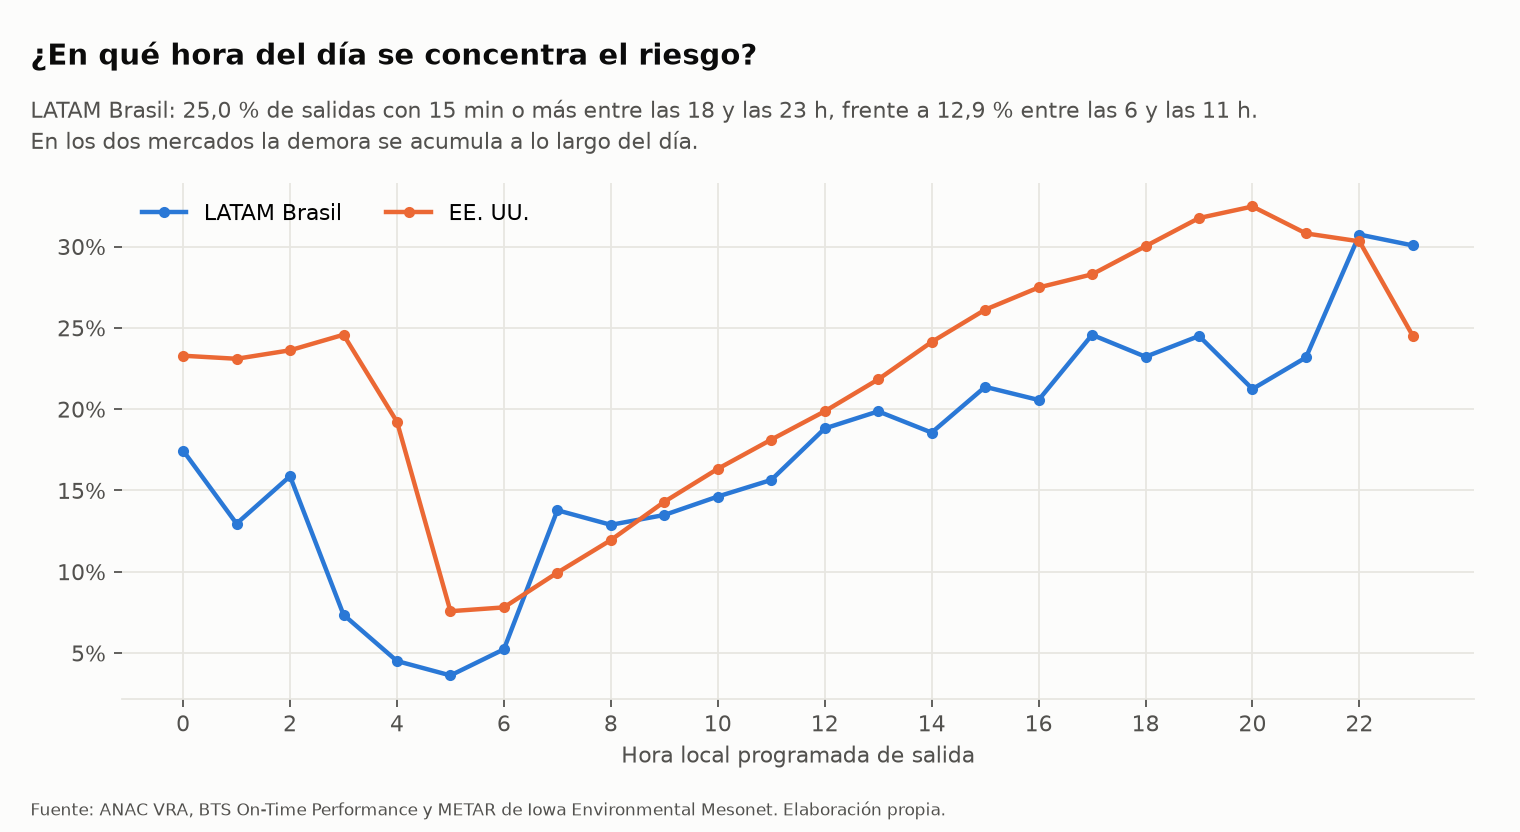 ¿En qué hora del día se concentra el riesgo?
LATAM Brasil: 25,0 % de salidas con 15 min o más entre las 18 y las 23 h, frente a 12,9 % entre las 6 y las 11 h.
En los dos mercados la demora se acumula a lo largo del día.
LATAM Brasil
EE. UU.
30%
25%
20%
15%
10%
5%
0 2 4 6 8 10 12 14 16 18 20 22
Hora local programada de salida
Fuente: ANAC VRA, BTS On-Time Performance y METAR de Iowa Environmental Mesonet. Elaboración propia.